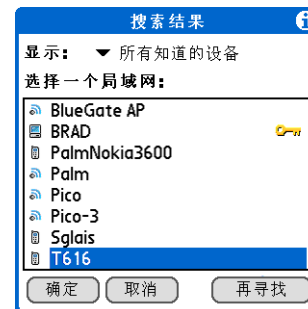 搜索结果
显示: 所有知道的设备
选择一个局域网:
BlueGate AP
BRAD
PalmNokia3600
Palm
Pico
Pico-3
Sglais
T616
确定 取消 再寻找